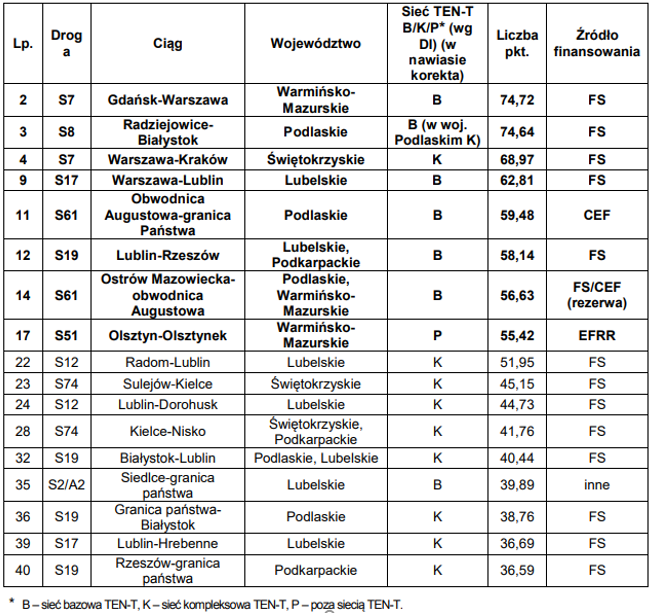 Lp. | Droga | Ciąg | Województwo | Sieć TEN-T B/K/P* (wg DI) (w nawiasie korekta) | Liczba pkt. | Źródło finansowania
2 | S7 | Gdańsk-Warszawa | Warmińsko-Mazurskie | B | 74,72 | FS
3 | S8 | Radziejowice-Białystok | Podlaskie | B (w woj. Podlaskim K) | 74,64 | FS
4 | S7 | Warszawa-Kraków | Świętokrzyskie | K | 68,97 | FS
9 | S17 | Warszawa-Lublin | Lubelskie | B | 62,81 | FS
11 | S61 | Obwodnica Augustowa-granica Państwa | Podlaskie | B | 59,48 | CEF
12 | S19 | Lublin-Rzeszów | Lubelskie, Podkarpackie | B | 58,14 | FS
14 | S61 | Ostrów Mazowiecka-obwodnica Augustowa | Podlaskie, Warmińsko-Mazurskie | B | 56,63 | FS/CEF (rezerwa)
17 | S51 | Olsztyn-Olsztynek | Warmińsko-Mazurskie | P | 55,42 | EFRR
22 | S12 | Radom-Lublin | Lubelskie | K | 51,95 | FS
23 | S74 | Sulejów-Kielce | Świętokrzyskie | K | 45,15 | FS
24 | S12 | Lublin-Dorohusk | Lubelskie | K | 44,73 | FS
28 | S74 | Kielce-Nisko | Świętokrzyskie, Podkarpackie | K | 41,76 | FS
32 | S19 | Białystok-Lublin | Podlaskie, Lubelskie | K | 40,44 | FS
35 | S2/A2 | Siedlce-granica państwa | Lubelskie | B | 39,89 | inne
36 | S19 | Granica państwa-Białystok | Podlaskie | K | 38,76 | FS
39 | S17 | Lublin-Hrebenne | Lubelskie | K | 36,69 | FS
40 | S19 | Rzeszów-granica państwa | Podkarpackie | K | 36,59 | FS
* B – sieć bazowa TEN-T, K – sieć kompleksowa TEN-T, P – poza siecią TEN-T.